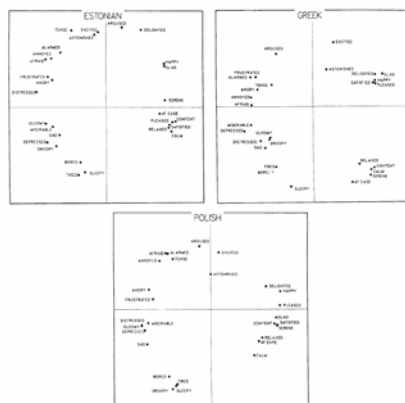 ESTONIAN
AROUSED
TENSE
EXCITED
DELIGHTED
ASTONISHED
ALARMED
ANNOYED
AFRAID
HAPPY
GLAD
FRUSTRATED
ANGRY
DISTRESSED
SERENE
AT EASE
GLOOMY
PLEASED
CONTENT
MISERABLE
SATISFIED
SAD
RELAXED
DEPRESSED
CALM
DROOPY
BORED
TIRED
SLEEPY
GREEK
EXCITED
AROUSED
ASTONISHED
FRUSTRATED
DELIGHTED
GLAD
ALARMED
HAPPY
TENSE
SATISFIED
PLEASED
ANNOYED
ANGRY
AFRAID
MISERABLE
DEPRESSED
GLOOMY
DISTRESSED
DROOPY
SAD
RELAXED
TIRED
CONTENT
BORED
CALM
SERENE
AT EASE
SLEEPY
POLISH
AROUSED
AFRAID
ALARMED
EXCITED
ANNOYED
TENSE
ASTONISHED
DELIGHTED
ANGRY
HAPPY
FRUSTRATED
PLEASED
GLAD
DISTRESSED
MISERABLE
CONTENT
SATISFIED
GLOOMY
SERENE
DEPRESSED
RELAXED
SAD
AT EASE
CALM
BORED
TIRED
DROOPY
SLEEPY